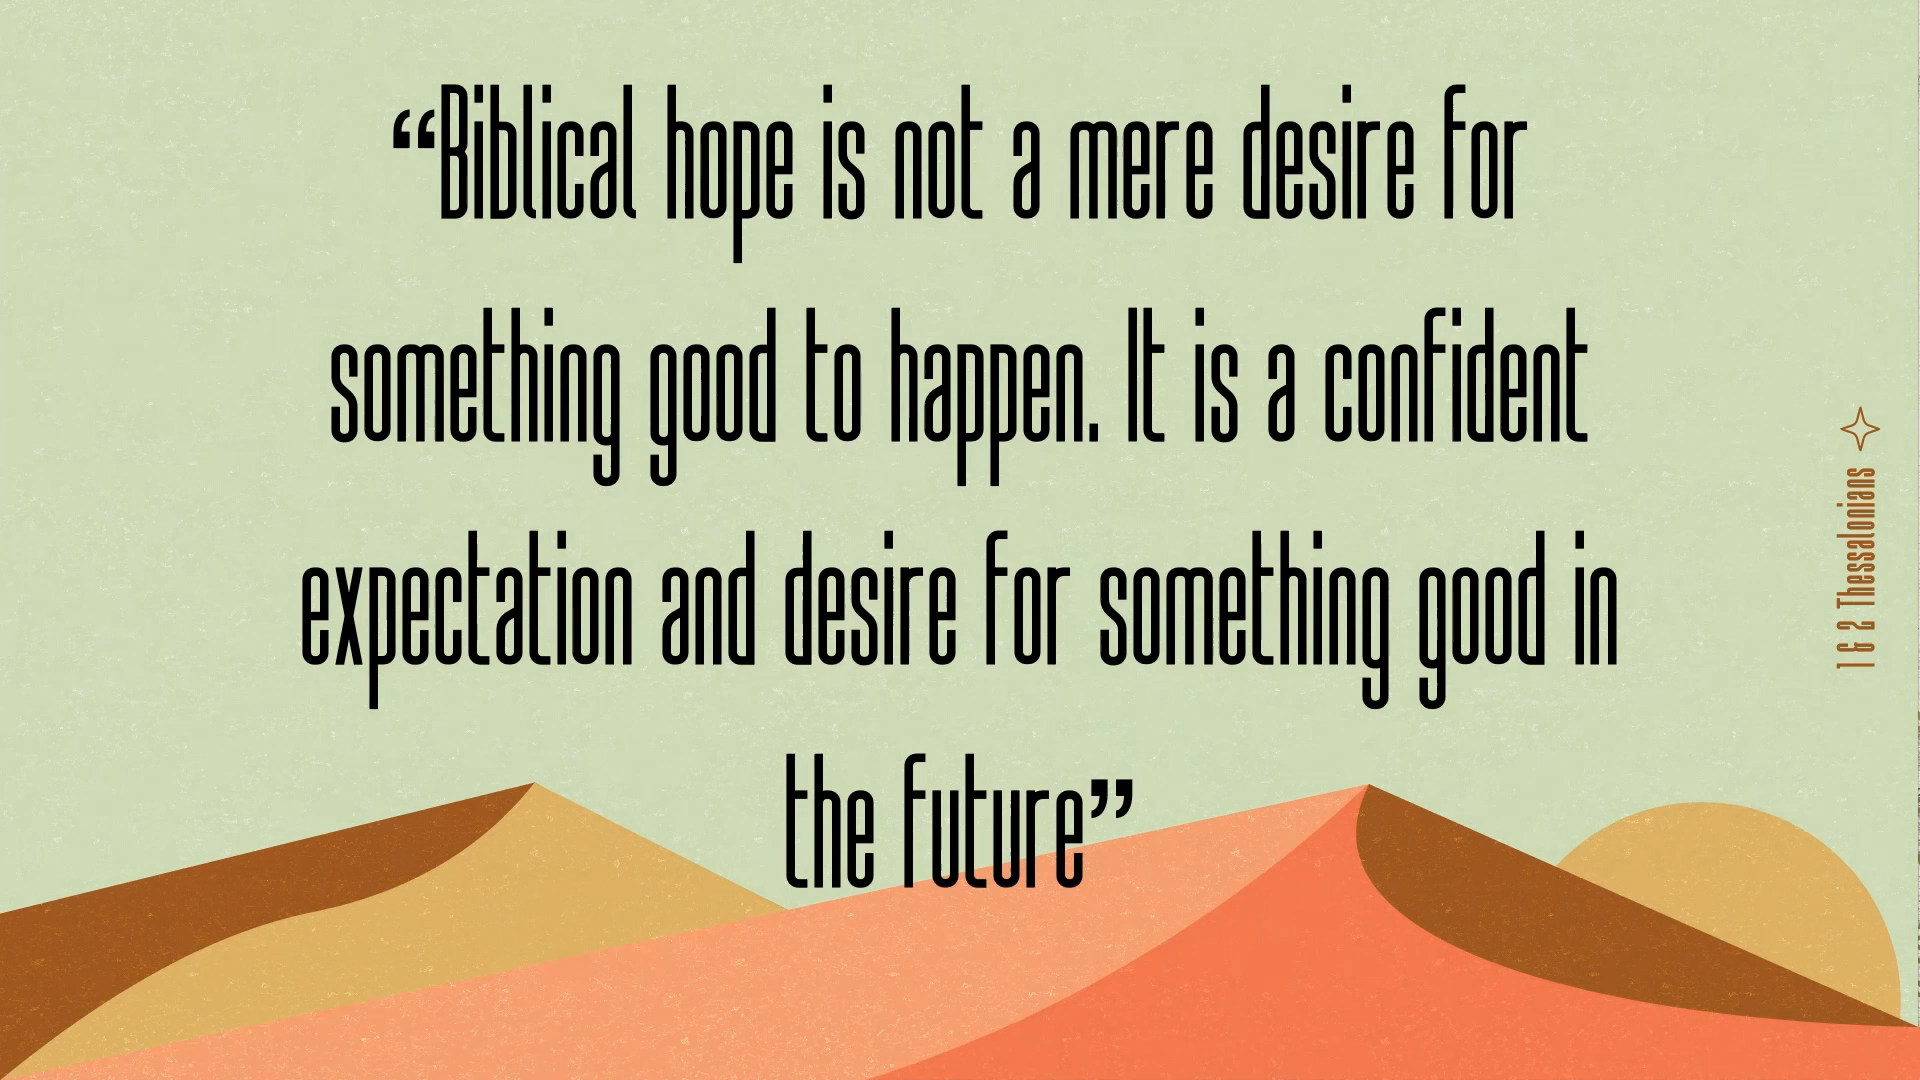 “Biblical hope is not a mere desire for
something good to happen. It is a confident
expectation and desire for something good in
the future”
1 & 2 Thessalonians